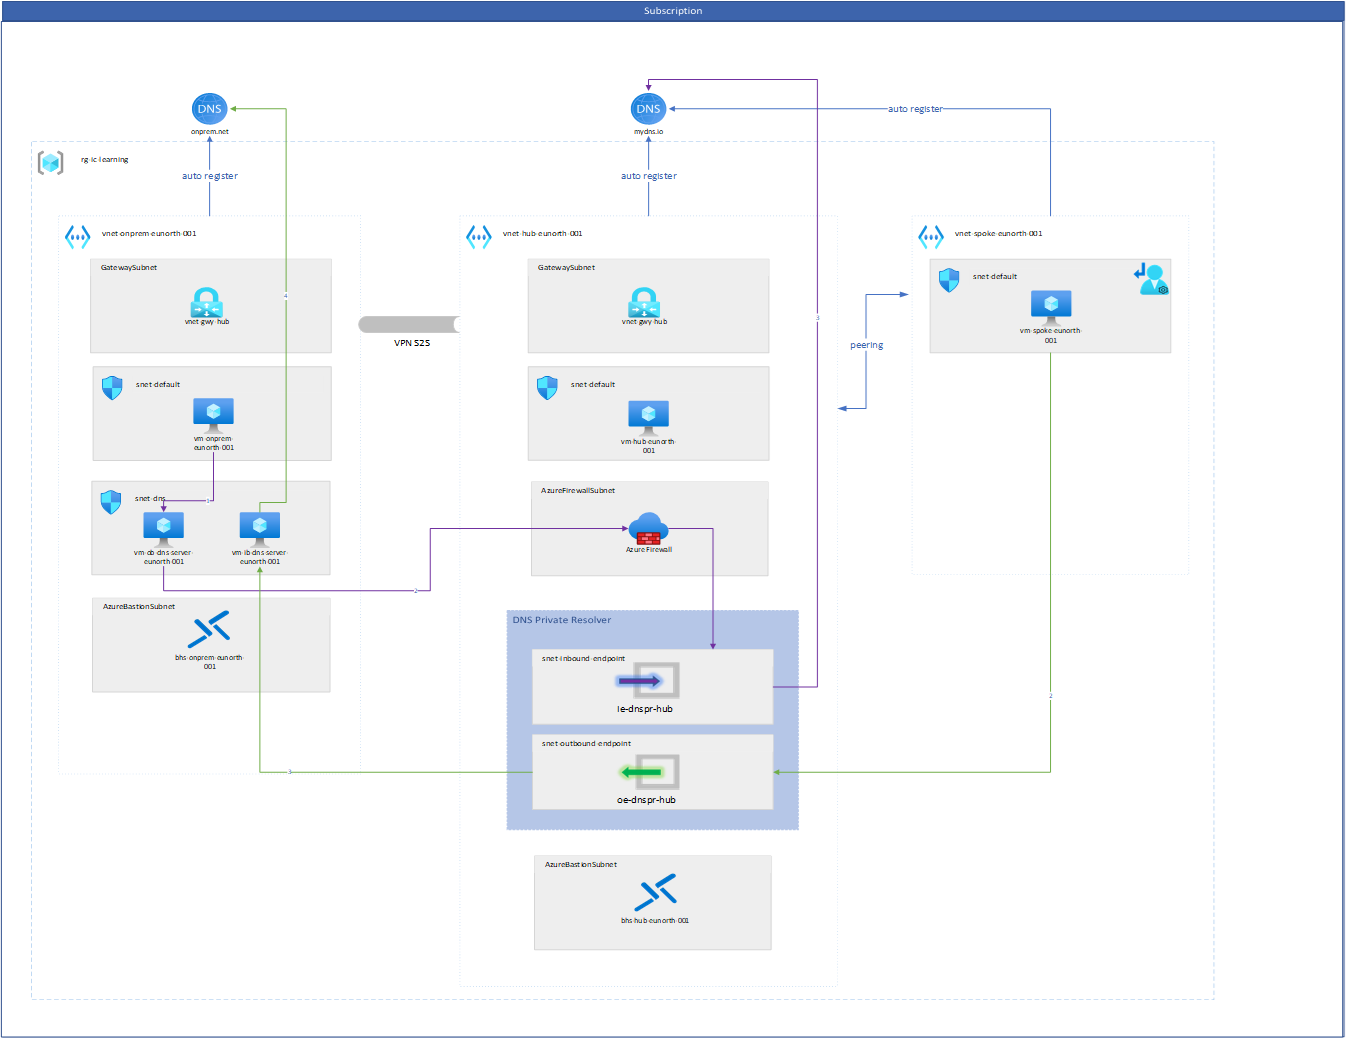 Subscription
DNS
onprem.net
DNS
mydns.io
auto register
rg-ic-learning
auto register
auto register
vnet-onprem-eunorth-001
vnet-hub-eunorth-001
vnet-spoke-eunorth-001
GatewaySubnet
vnet-gwy-hub
4
VPN S2S
GatewaySubnet
vnet-gwy-hub
3
peering
snet-default
vm-spoke-eunorth-
001
snet-default
vm-onprem-
eunorth-001
snet-default
vm-hub-eunorth-
001
snet-dns
1
vm-ob-dns-server-
eunorth-001
vm-ib-dns-server-
eunorth-001
2
AzureFirewallSubnet
Azure Firewall
AzureBastionSubnet
bhs-onprem-eunorth-
001
DNS Private Resolver
snet-inbound-endpoint
ie-dnspr-hub
2
snet-outbound-endpoint
oe-dnspr-hub
3
AzureBastionSubnet
bhs-hub-eunorth-001